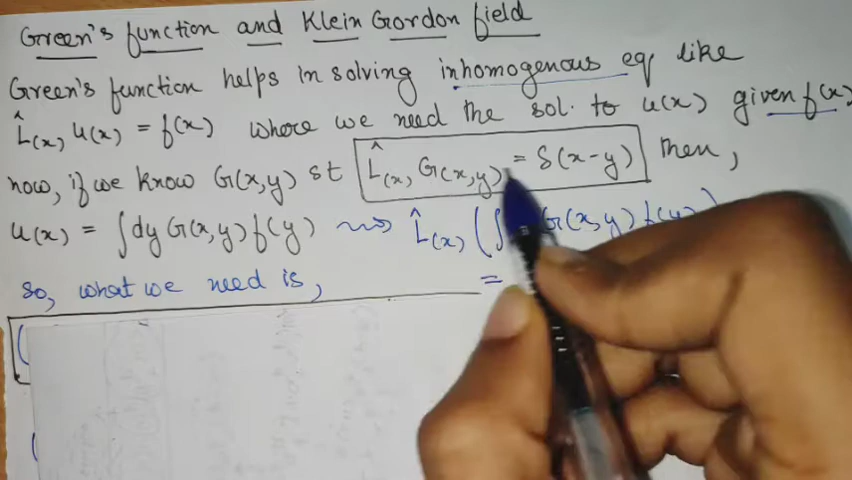 Green's function and Klein Gordon field
Green's function helps in solving inhomogenous eq like
L̂(x) u(x) = f(x) where we need the sol. to u(x) given f(x)
now, if we know G(x,y) st L̂(x) G(x,y) = δ(x-y) then,
u(x) = ∫dy G(x,y) f(y) ⇝ L̂(x) (∫ G(x,y) f(y))
so, what we need is, =